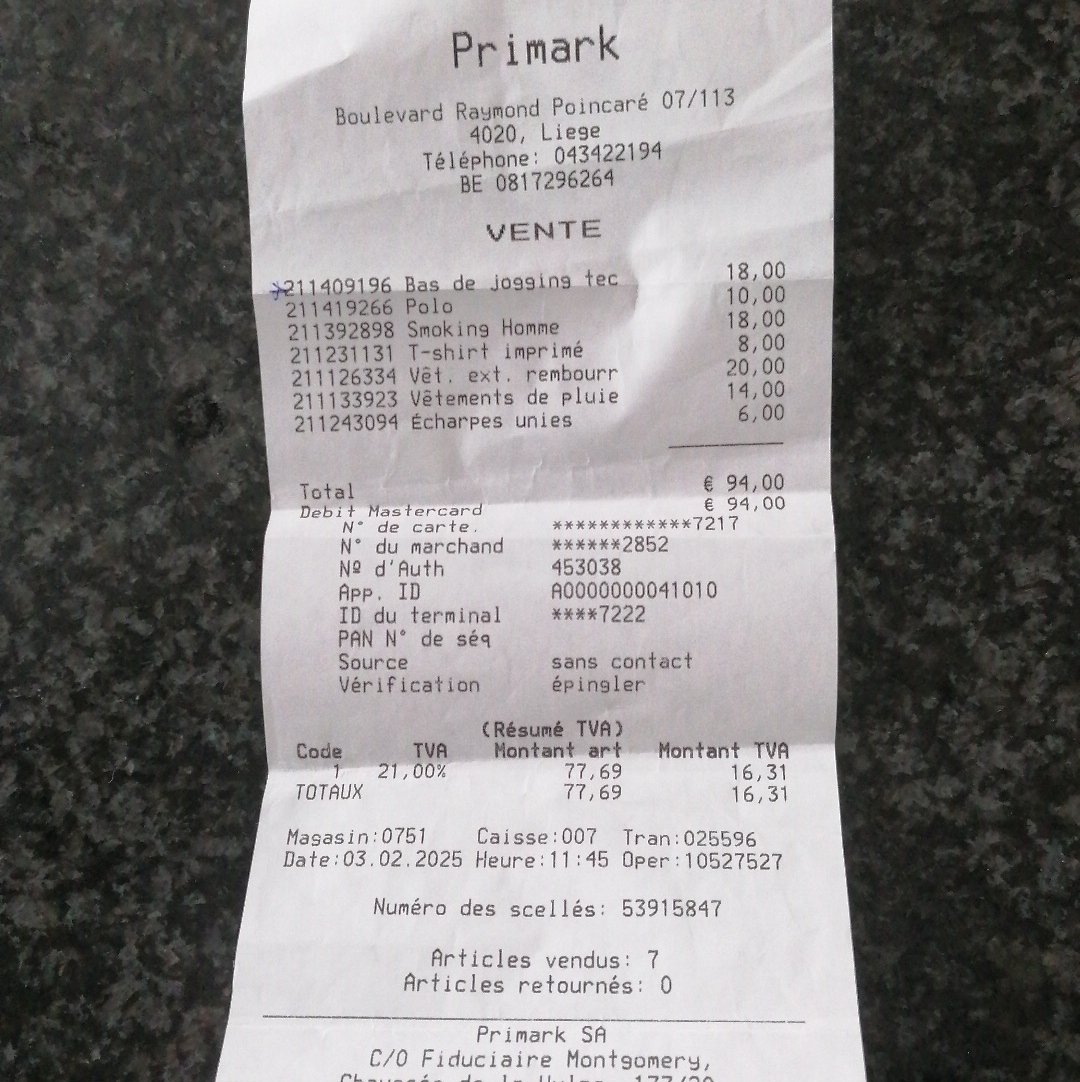 Primark
Boulevard Raymond Poincaré 07/113
4020, Liege
Téléphone: 043422194
BE 0817296264
VENTE
211409196 Bas de jogging tec 18,00
211419266 Polo 10,00
211392898 Smoking Homme 18,00
211231131 T-shirt imprimé 8,00
211126334 Vêt. ext. rembourr 20,00
211133923 Vêtements de pluie 14,00
211243094 Écharpes unies 6,00
Total € 94,00
Debit Mastercard € 94,00
N° de carte. ************7217
N° du marchand ******2852
Nº d'Auth 453038
App. ID A0000000041010
ID du terminal ****7222
PAN N° de séq
Source sans contact
Vérification épingler
(Résumé TVA)
Code TVA Montant art Montant TVA
1 21,00% 77,69 16,31
TOTAUX 77,69 16,31
Magasin:0751 Caisse:007 Tran:025596
Date:03.02.2025 Heure:11:45 Oper:10527527
Numéro des scellés: 53915847
Articles vendus: 7
Articles retournés: 0
Primark SA
C/O Fiduciaire Montgomery,
Chaussée de la Hulpe, 177/20